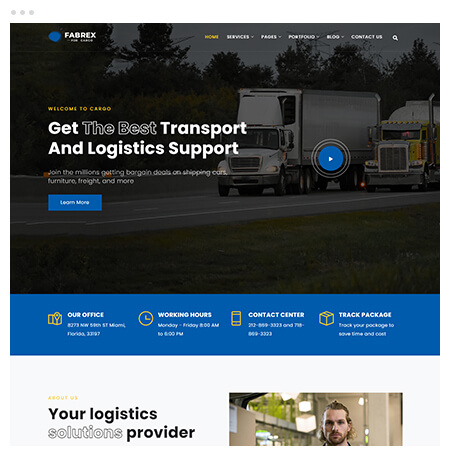 FABREX
FOR CARGO
HOME SERVICES PAGES PORTFOLIO BLOG CONTACT US
WELCOME TO CARGO
Get The Best Transport
And Logistics Support
Join the millions getting bargain deals on shipping cars,
furniture, freight, and more
Learn More
OUR OFFICE
8273 NW 56th ST Miami,
Florida, 33197
WORKING HOURS
Monday - Friday 8:00 AM
to 6:00 PM
CONTACT CENTER
212-869-3323 and 718-
869-3323
TRACK PACKAGE
Track your package to
save time and cost
ABOUT US
Your logistics
solutions provider